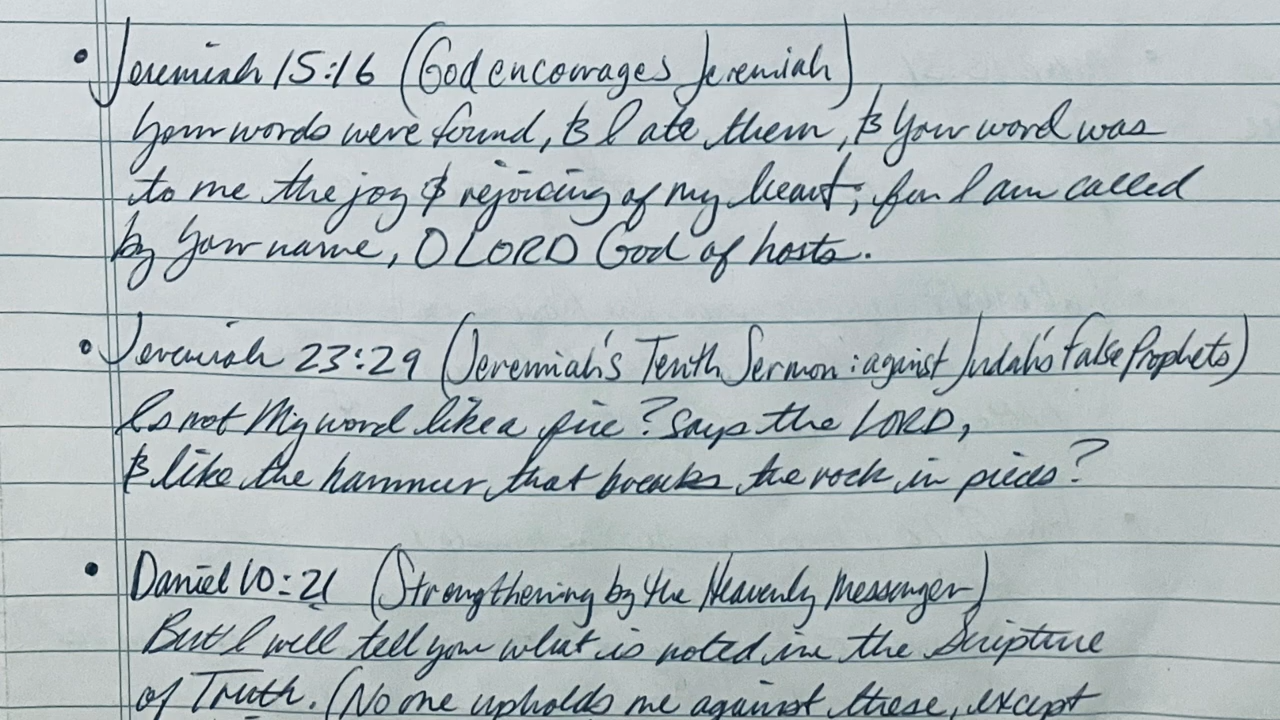 • Jeremiah 15:16 (God encourages Jeremiah)
Your words were found, & I ate them, & Your word was
to me the joy & rejoicing of my heart; for I am called
by Your name, O LORD God of hosts.
• Jeremiah 23:29 (Jeremiah's Tenth Sermon: against Judah's False Prophets)
Is not My word like a fire? says the LORD,
& like the hammer that breaks the rock in pieces?
• Daniel 10:21 (Strengthening by the Heavenly Messenger)
But I will tell you what is noted in the Scripture
of Truth. (No one upholds me against these, except